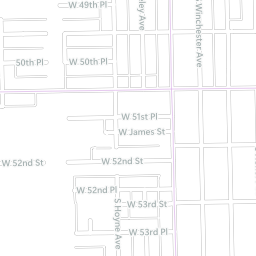 W 49th Pl
ley Ave
Winchester Ave
50th Pl
W 50th Pl
W 51st Pl
W James St
W 52nd St
W 52nd St
W 52nd Pl
W 53rd St
S Hoyne Ave
W 53rd Pl